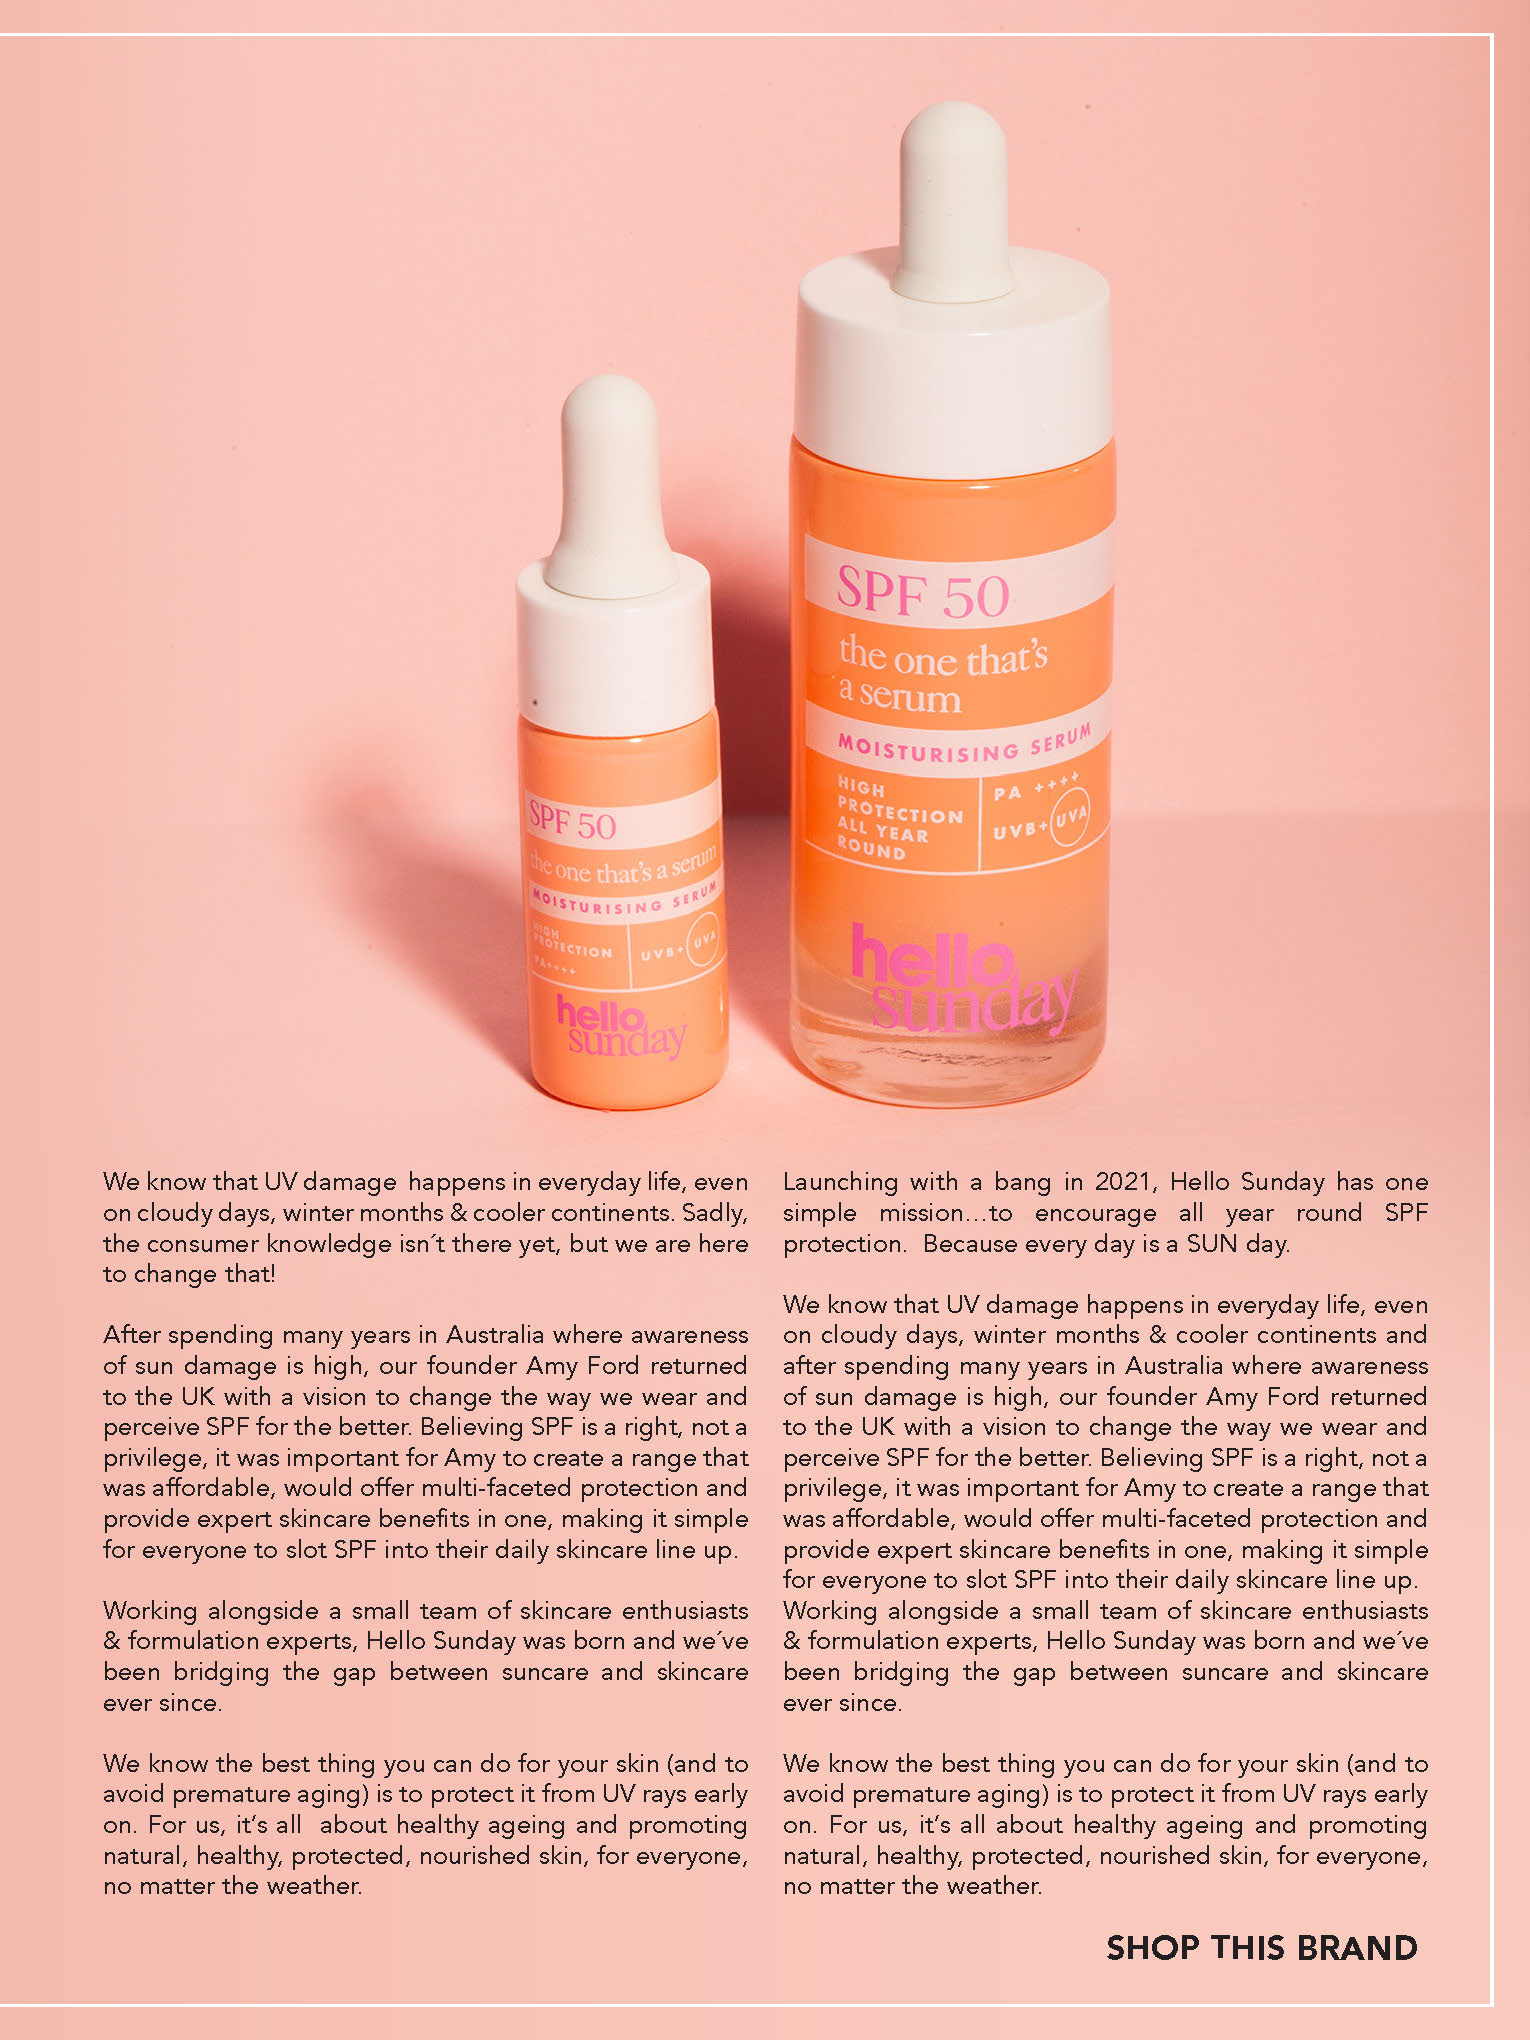 SPF 50
the one that's
a serum
MOISTURISING SERUM
HIGH
PROTECTION
ALL YEAR
ROUND
PA ++++
UVB+ UVA
hello
sunday
SPF 50
the one that's a serum
MOISTURISING SERUM
HIGH
PROTECTION
PA++++
UVB+ UVA
hello
sunday
We know that UV damage  happens in everyday life, even
on cloudy days, winter months & cooler continents. Sadly,
the consumer knowledge isn´t there yet, but we are here
to change that!
After spending many years in Australia where awareness
of sun damage is high, our founder Amy Ford returned
to the UK with a vision to change the way we wear and
perceive SPF for the better. Believing SPF is a right, not a
privilege, it was important for Amy to create a range that
was affordable, would offer multi-faceted protection and
provide expert skincare benefits in one, making it simple
for everyone to slot SPF into their daily skincare line up.
Working alongside a small team of skincare enthusiasts
& formulation experts, Hello Sunday was born and we´ve
been bridging the gap between suncare and skincare
ever since.
We know the best thing you can do for your skin (and to
avoid premature aging) is to protect it from UV rays early
on. For us, it’s all  about healthy ageing and promoting
natural, healthy, protected, nourished skin, for everyone,
no matter the weather.
Launching with a bang in 2021, Hello Sunday has one
simple mission…to encourage all year round SPF
protection.  Because every day is a SUN day.
We know that UV damage happens in everyday life, even
on cloudy days, winter months & cooler continents and
after spending many years in Australia where awareness
of sun damage is high, our founder Amy Ford returned
to the UK with a vision to change the way we wear and
perceive SPF for the better. Believing SPF is a right, not a
privilege, it was important for Amy to create a range that
was affordable, would offer multi-faceted protection and
provide expert skincare benefits in one, making it simple
for everyone to slot SPF into their daily skincare line up.
Working alongside a small team of skincare enthusiasts
& formulation experts, Hello Sunday was born and we´ve
been bridging the gap between suncare and skincare
ever since.
We know the best thing you can do for your skin (and to
avoid premature aging) is to protect it from UV rays early
on. For us, it’s all about healthy ageing and promoting
natural, healthy, protected, nourished skin, for everyone,
no matter the weather.
SHOP THIS BRAND